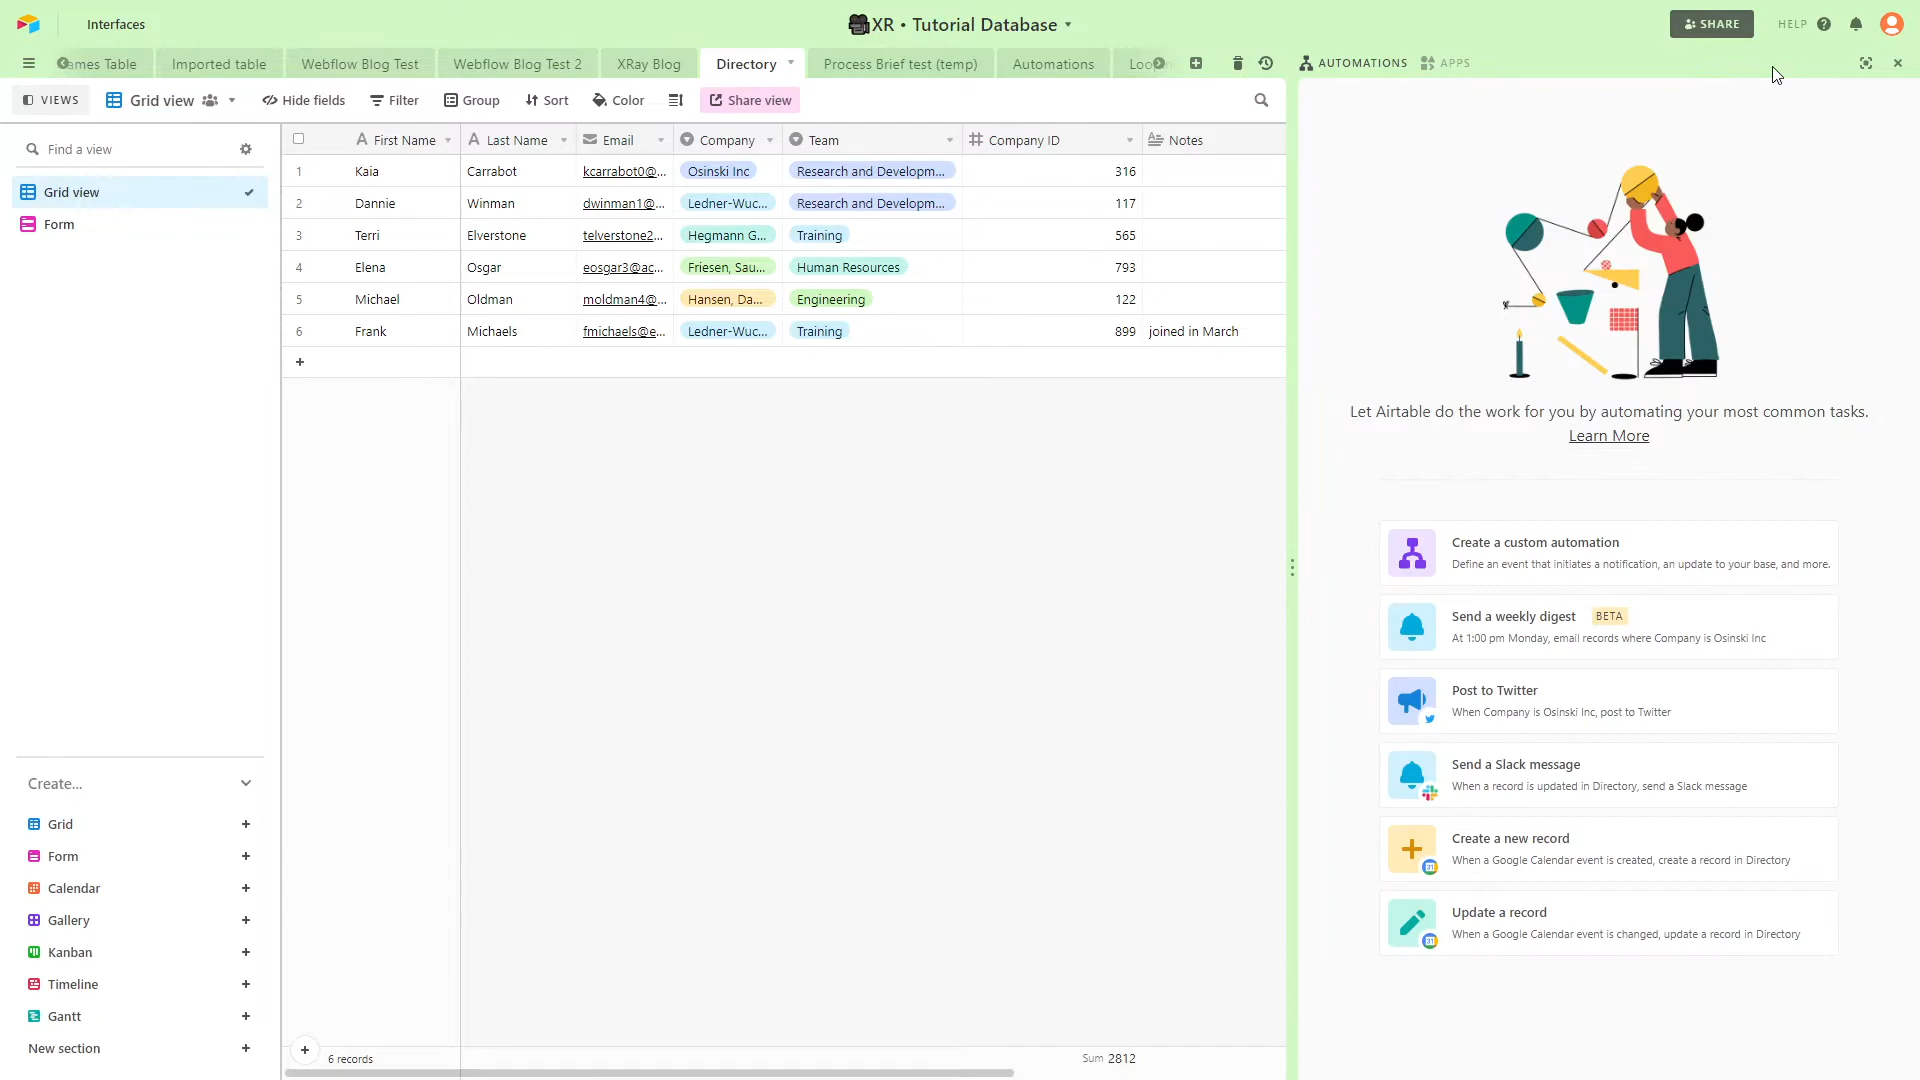 Interfaces
XR • Tutorial Database
SHARE
HELP
ames Table
Imported table
Webflow Blog Test
Webflow Blog Test 2
XRay Blog
Directory
Process Brief test (temp)
Automations
AUTOMATIONS
APPS
VIEWS
Grid view
Hide fields
Filter
Group
Sort
Color
Share view
Find a view
Grid view
Form
Create...
Grid
Form
Calendar
Gallery
Kanban
Timeline
Gantt
New section
First Name Last Name Email Company Team Company ID Notes
1 Kaia Carrabot kcarrabot0@... Osinski Inc Research and Developm... 316
2 Dannie Winman dwinman1@... Ledner-Wuc... Research and Developm... 117
3 Terri Elverstone telverstone2... Hegmann G... Training 565
4 Elena Osgar eosgar3@ac... Friesen, Sau... Human Resources 793
5 Michael Oldman moldman4@... Hansen, Da... Engineering 122
6 Frank Michaels fmichaels@e... Ledner-Wuc... Training 899 joined in March
6 records
Sum 2812
Let Airtable do the work for you by automating your most common tasks.
Learn More
Create a custom automation
Define an event that initiates a notification, an update to your base, and more.
Send a weekly digest BETA
At 1:00 pm Monday, email records where Company is Osinski Inc
Post to Twitter
When Company is Osinski Inc, post to Twitter
Send a Slack message
When a record is updated in Directory, send a Slack message
Create a new record
When a Google Calendar event is created, create a record in Directory
Update a record
When a Google Calendar event is changed, update a record in Directory